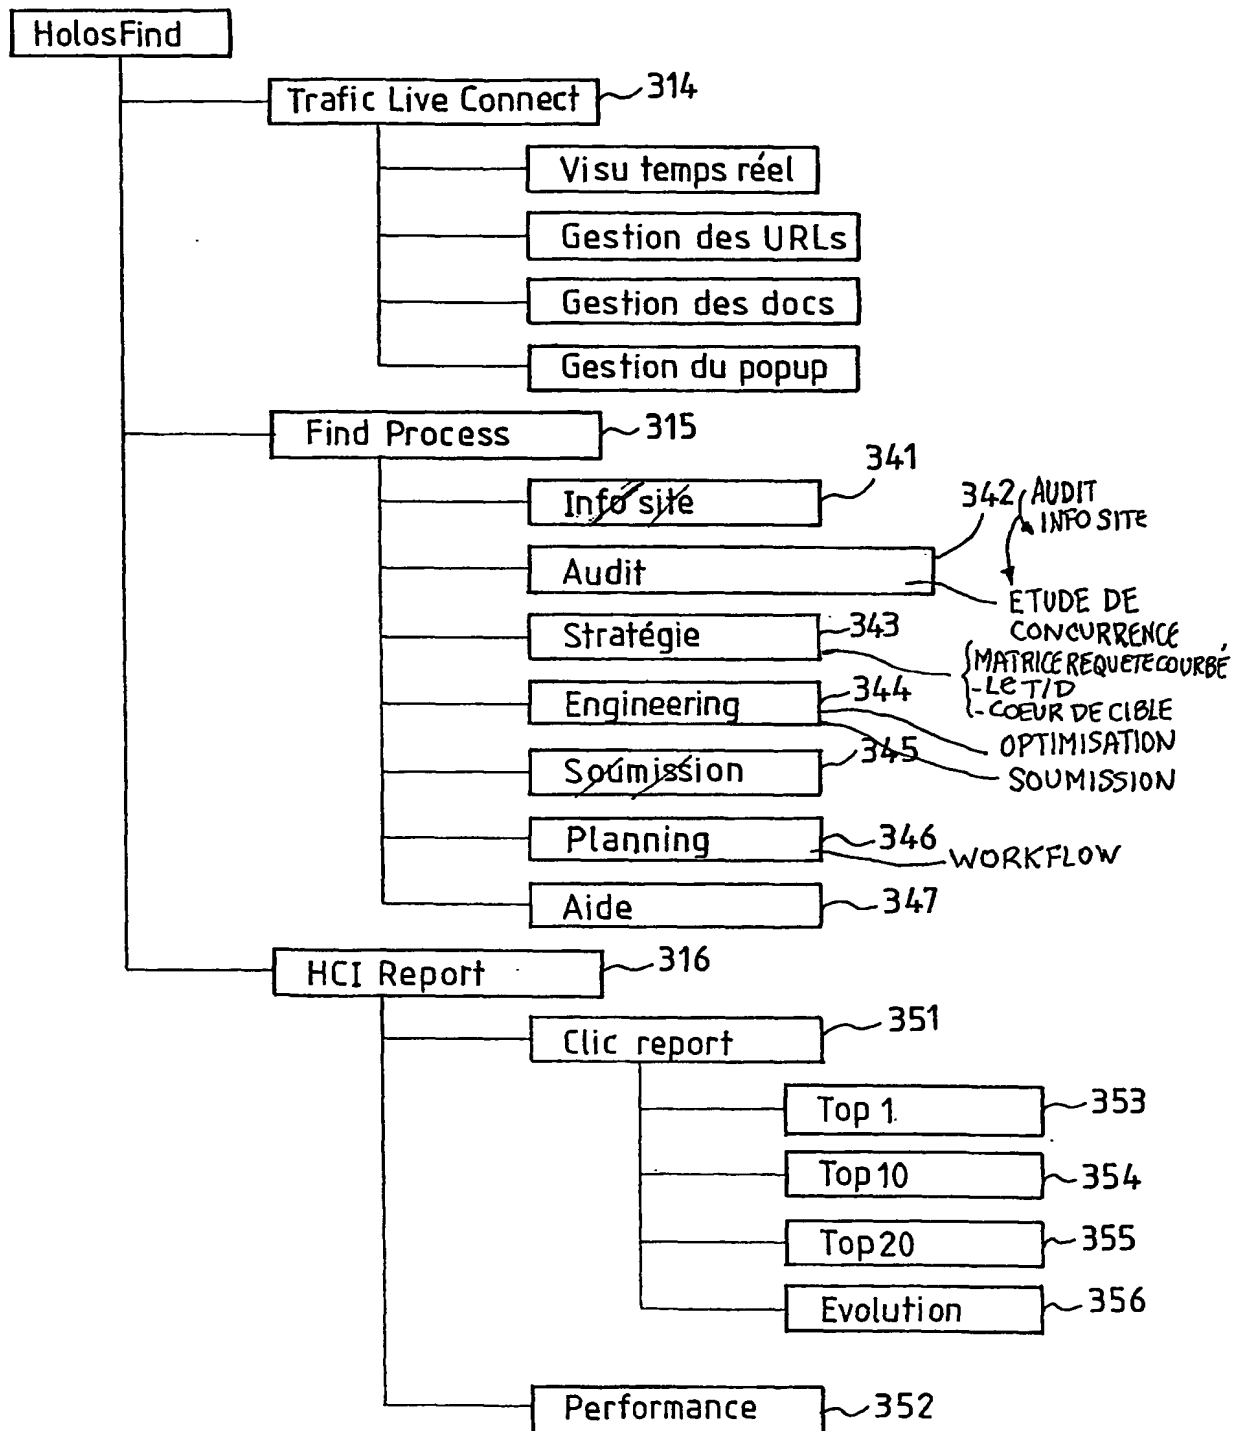 HolosFind
Trafic Live Connect 314
Visu temps réel
Gestion des URLs
Gestion des docs
Gestion du popup
Find Process 315
Info site 341
342 AUDIT
INFO SITE
Audit
ETUDE DE
CONCURRENCE
Stratégie 343
MATRICE REQUETE COURBÉ
-Le T/D
-COEUR DE CIBLE
Engineering 344
OPTIMISATION
SOUMISSION
Soumission 345
Planning 346
WORKFLOW
Aide 347
HCI Report 316
Clic report 351
Top 1 353
Top 10 354
Top 20 355
Evolution 356
Performance 352